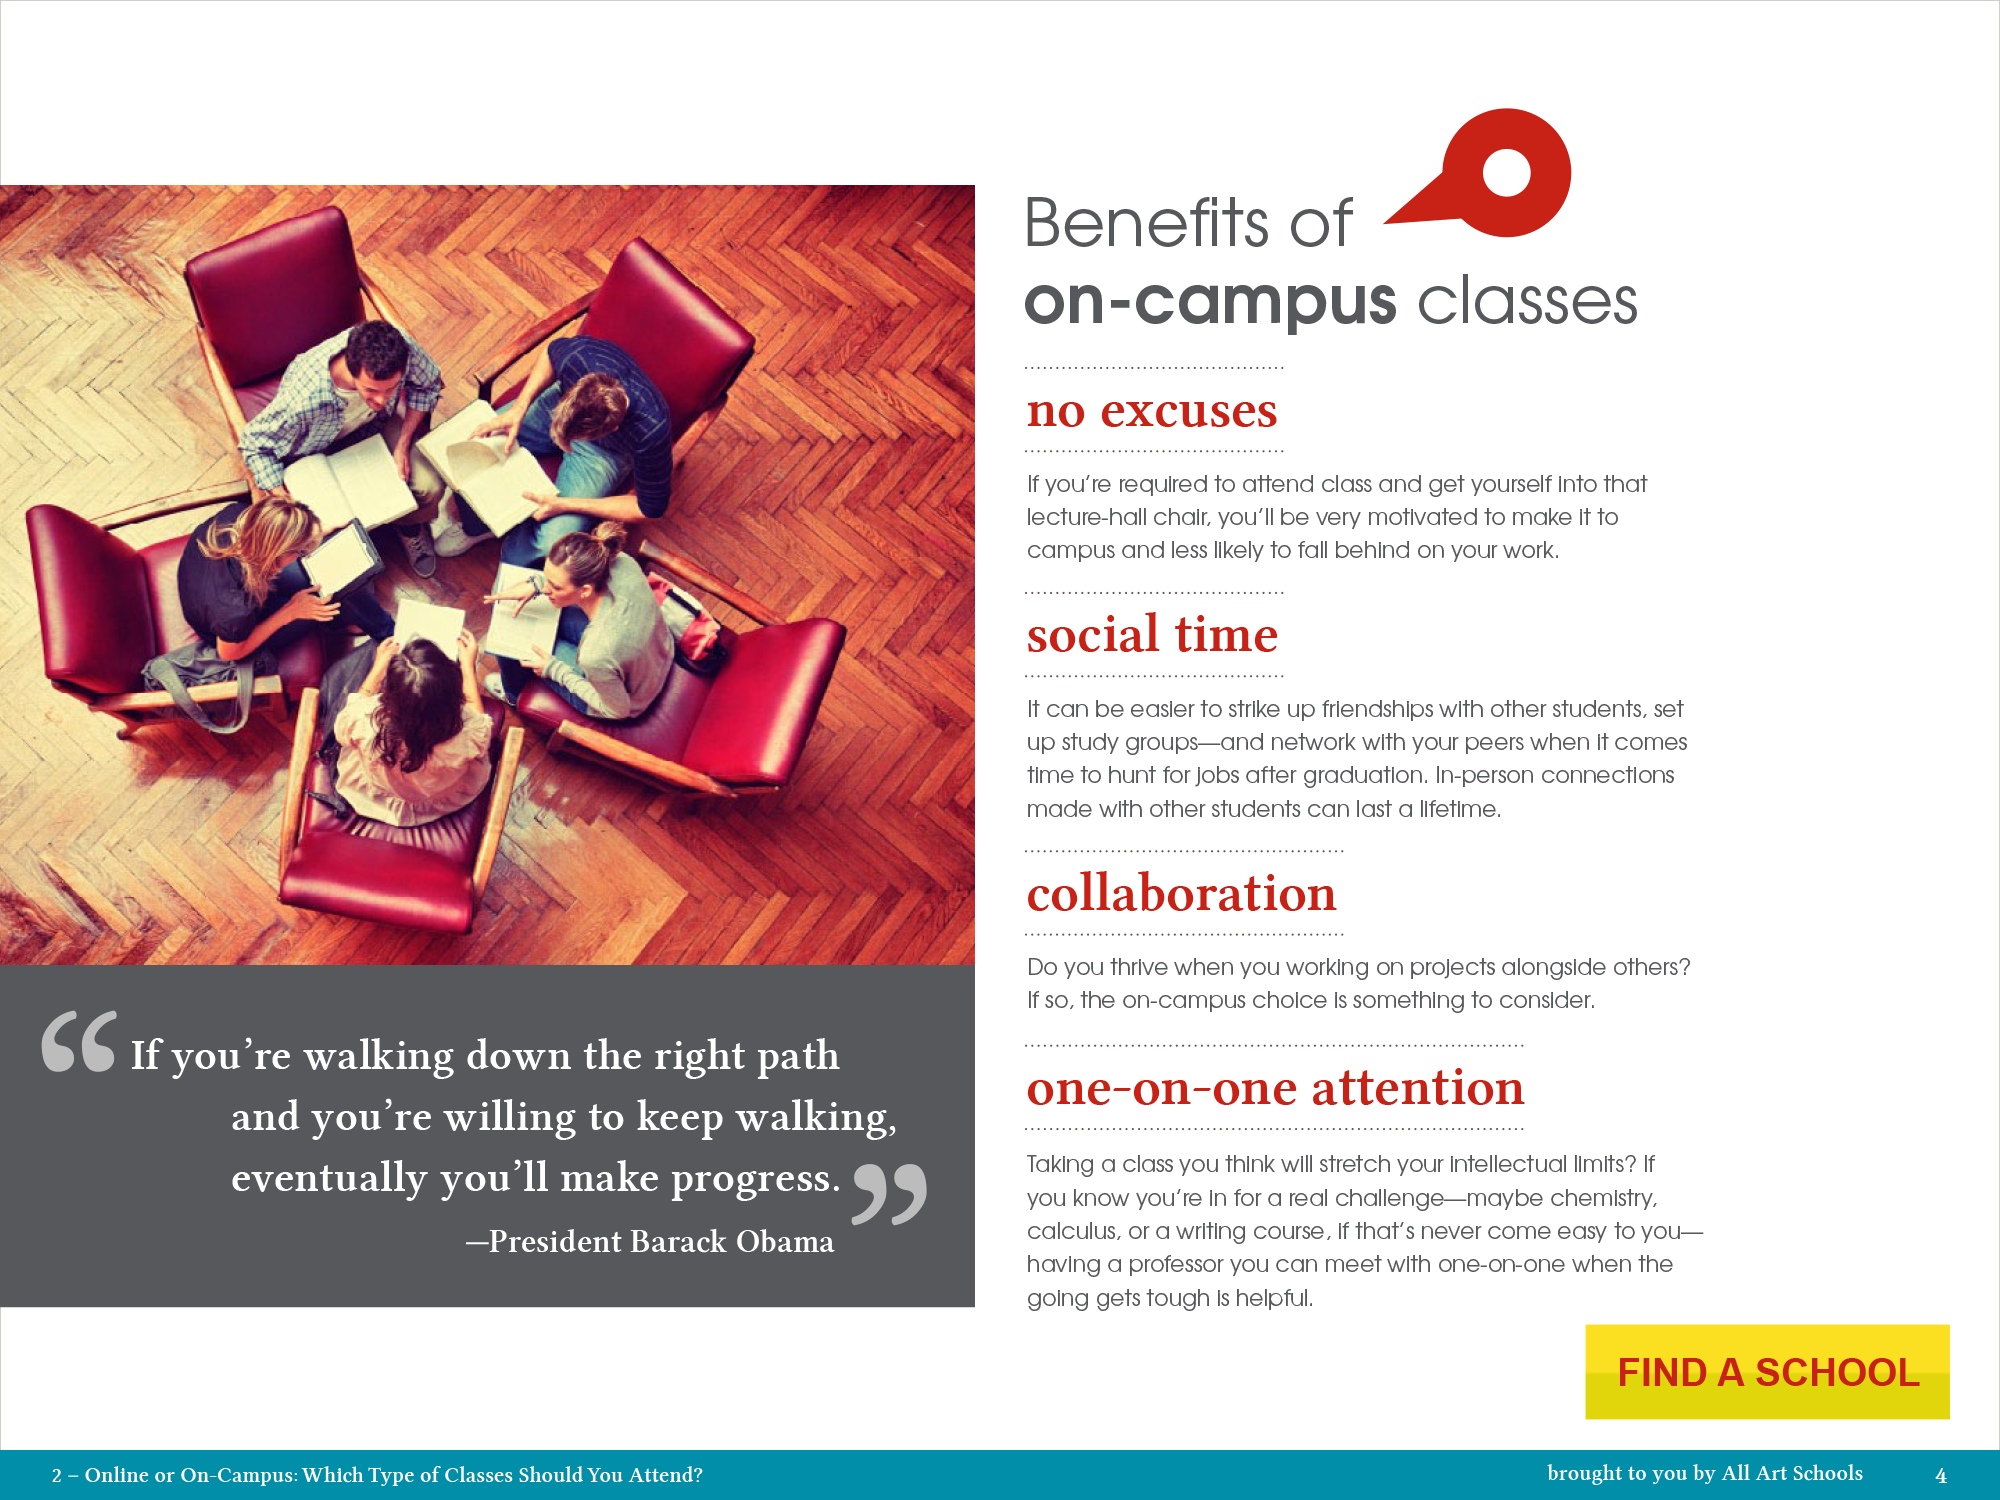 Benefits of
on-campus classes
no excuses
If you're required to attend class and get yourself into that
lecture-hall chair, you'll be very motivated to make it to
campus and less likely to fall behind on your work.
social time
It can be easier to strike up friendships with other students, set
up study groups—and network with your peers when it comes
time to hunt for jobs after graduation. In-person connections
made with other students can last a lifetime.
collaboration
Do you thrive when you working on projects alongside others?
If so, the on-campus choice is something to consider.
one-on-one attention
Taking a class you think will stretch your intellectual limits? If
you know you're in for a real challenge—maybe chemistry,
calculus, or a writing course, if that's never come easy to you—
having a professor you can meet with one-on-one when the
going gets tough is helpful.
“If you’re walking down the right path
and you’re willing to keep walking,
eventually you’ll make progress.”
—President Barack Obama
FIND A SCHOOL
2 – Online or On-Campus: Which Type of Classes Should You Attend?
brought to you by All Art Schools 4